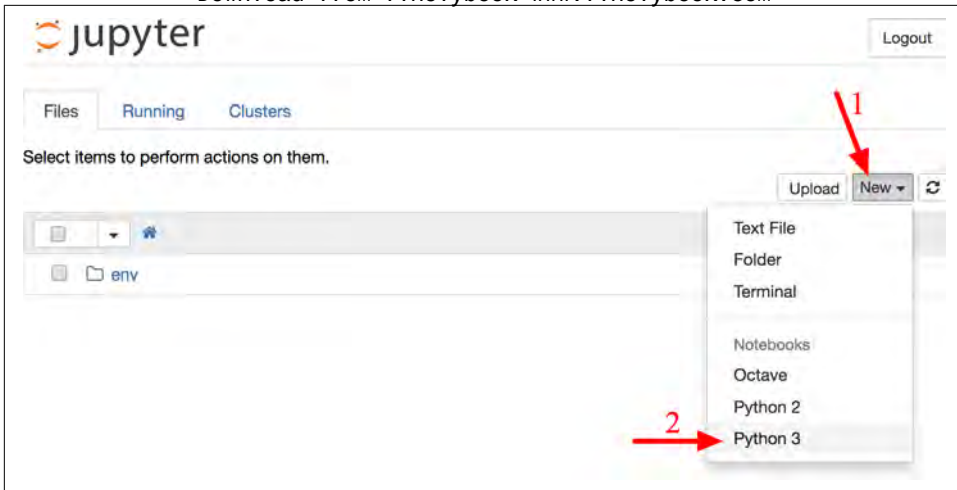 jupyter
Logout
Files Running Clusters
1
Select items to perform actions on them.
Upload New
Text File
Folder
env
Terminal
Notebooks
Octave
Python 2
2
Python 3